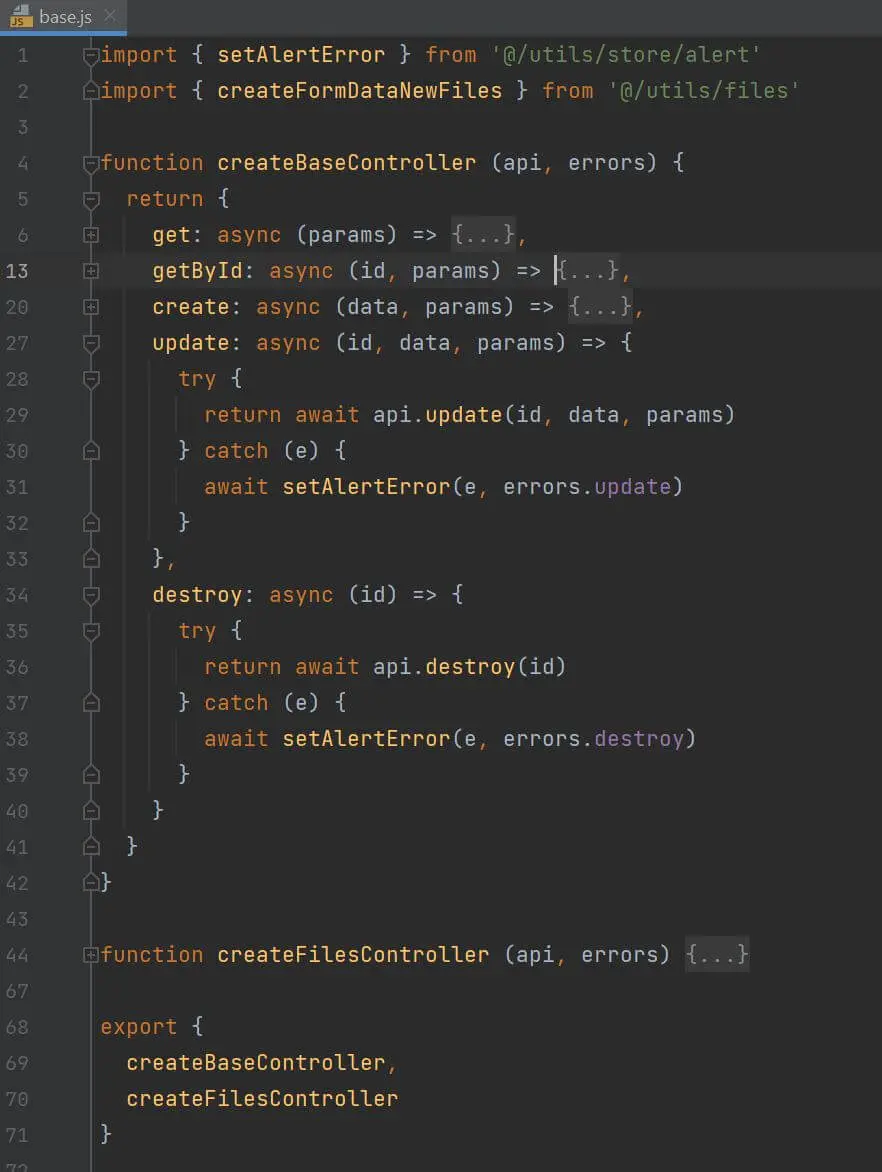 base.js
1 import { setAlertError } from '@/utils/store/alert'
2 import { createFormDataNewFiles } from '@/utils/files'
3
4 function createBaseController (api, errors) {
5   return {
6     get: async (params) => {...},
13     getById: async (id, params) => {...},
20     create: async (data, params) => {...},
27     update: async (id, data, params) => {
28       try {
29         return await api.update(id, data, params)
30       } catch (e) {
31         await setAlertError(e, errors.update)
32       }
33     },
34     destroy: async (id) => {
35       try {
36         return await api.destroy(id)
37       } catch (e) {
38         await setAlertError(e, errors.destroy)
39       }
40     }
41   }
42 }
43
44 function createFilesController (api, errors) {...}
67
68 export {
69   createBaseController,
70   createFilesController
71 }
72